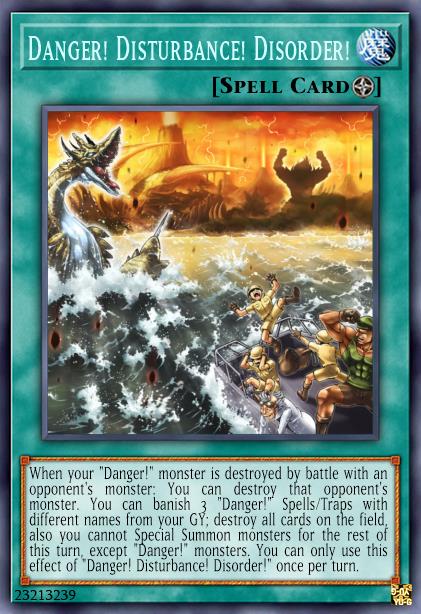 DANGER! DISTURBANCE! DISORDER!
魔
[SPELL CARD]
When your "Danger!" monster is destroyed by battle with an
opponent's monster: You can destroy that opponent's
monster. You can banish 3 "Danger!" Spells/Traps with
different names from your GY; destroy all cards on the field,
also you cannot Special Summon monsters for the rest of
this turn, except "Danger!" monsters. You can only use this
effect of "Danger! Disturbance! Disorder!" once per turn.
23213239